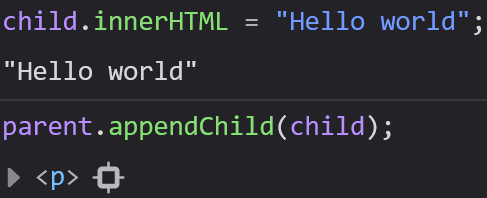 child.innerHTML = "Hello world";
"Hello world"
parent.appendChild(child);
<p>